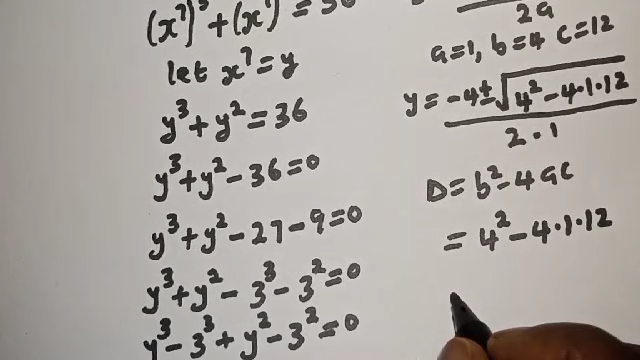 (x⁷)³ + (x⁷)² = 36
let x⁷ = y
y³ + y² = 36
y³ + y² - 36 = 0
y³ + y² - 27 - 9 = 0
y³ + y² - 3³ - 3² = 0
y³ - 3³ + y² - 3² = 0
2a
a=1, b=4 c=12
y = -4 ± √4² - 4·1·12
2·1
D = b² - 4ac
= 4² - 4·1·12